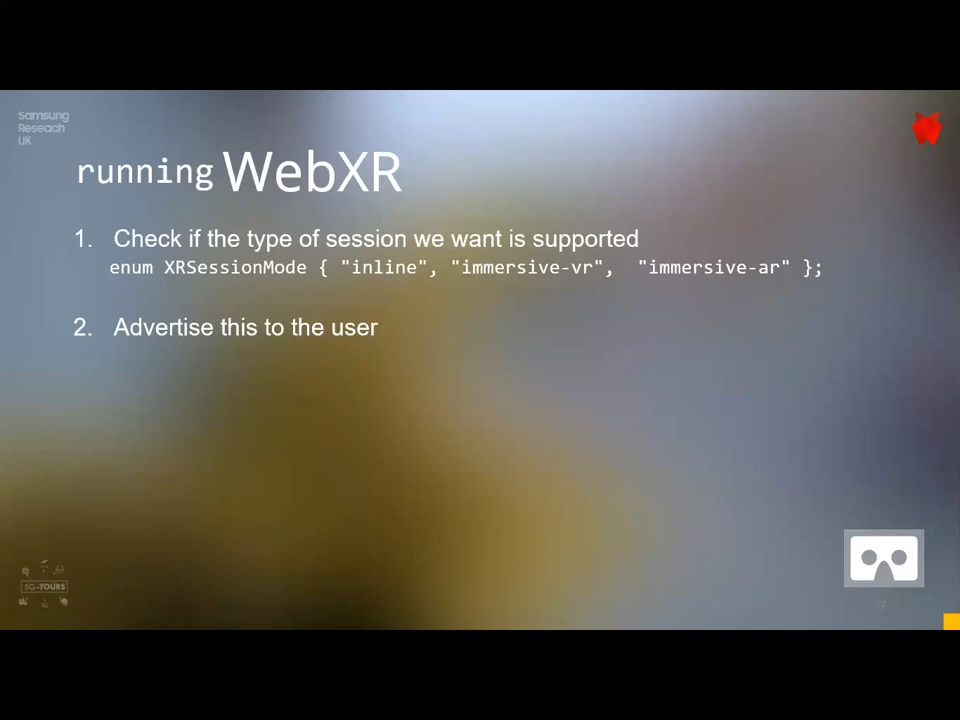 Samsung
Reseach
UK
running WebXR
1. Check if the type of session we want is supported
enum XRSessionMode { "inline", "immersive-vr", "immersive-ar" };
2. Advertise this to the user
5G-TOURS